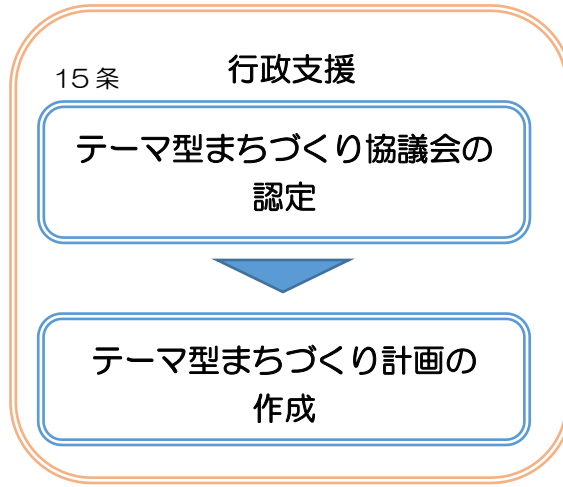 行政支援
15条
テーマ型まちづくり協議会の
認定
テーマ型まちづくり計画の
作成